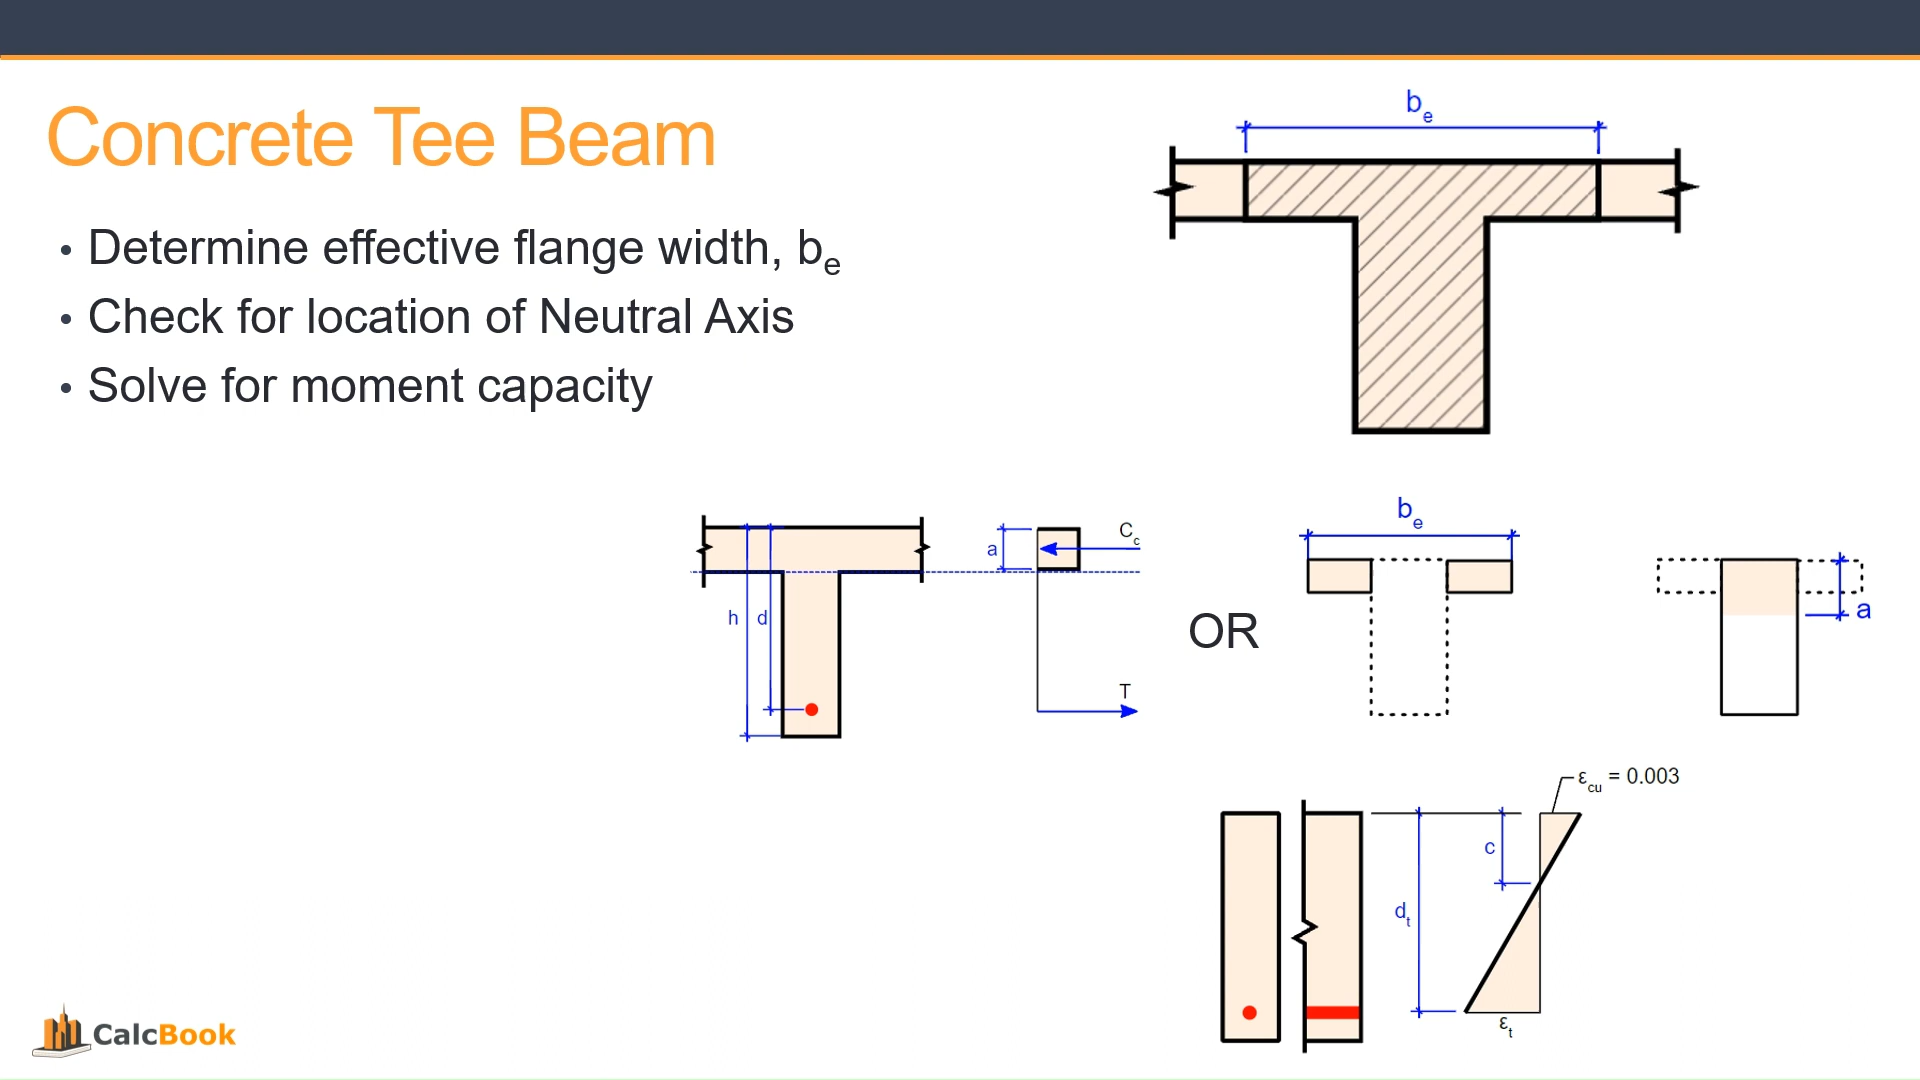 Concrete Tee Beam
• Determine effective flange width, be
• Check for location of Neutral Axis
• Solve for moment capacity
be
h
d
a
Cc
T
OR
be
a
εcu = 0.003
c
dt
εt
CalcBook